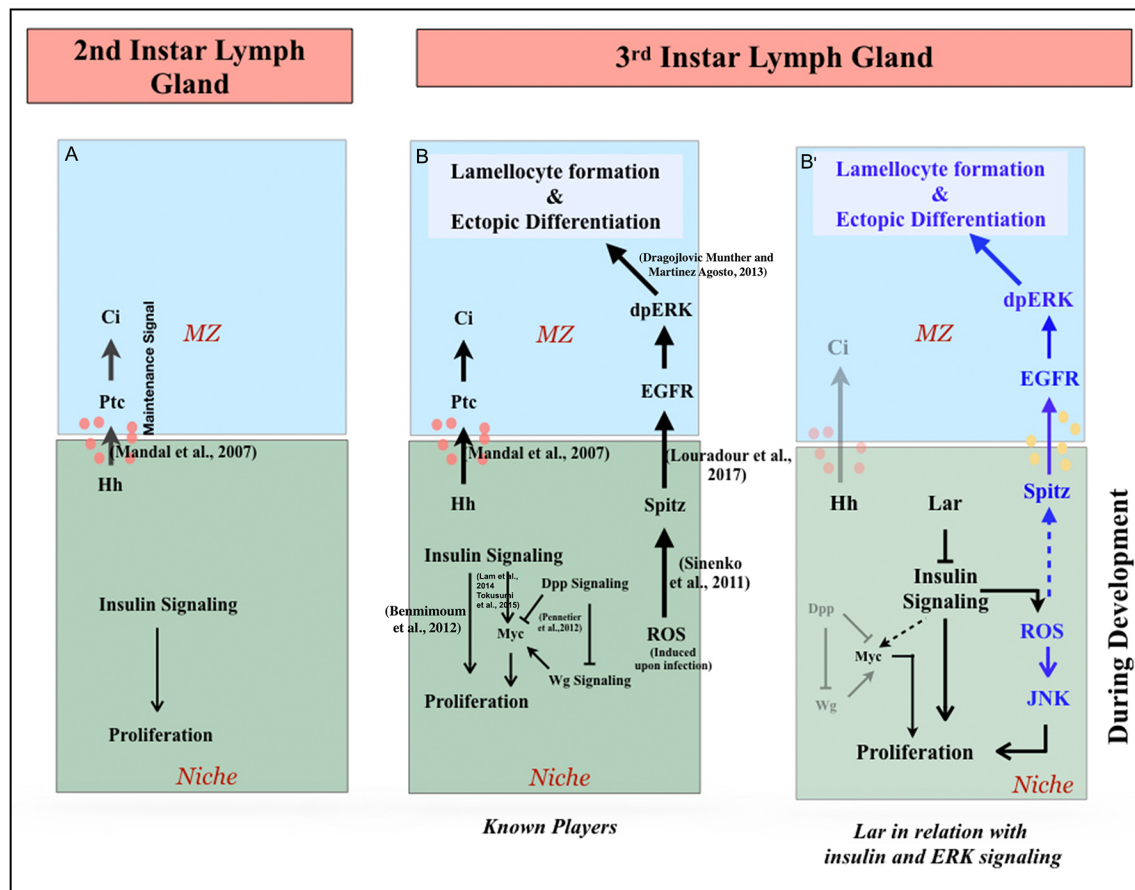 2nd Instar Lymph
Gland
3rd Instar Lymph Gland
A
Ci
MZ
Maintenance Signal
Ptc
(Mandal et al., 2007)
Hh
Insulin Signaling
Proliferation
Niche
B
Lamellocyte formation
&
Ectopic Differentiation
(Dragojlovic Munther and
Martinez Agosto, 2013)
dpERK
Ci
MZ
EGFR
Ptc
(Mandal et al., 2007)
(Louradour et al.,
2017)
Hh
Spitz
Insulin Signaling
(Lam et al.,
2014
Tokusumi
et al., 2015)
(Sinenko
et al., 2011)
Dpp Signaling
(Benmimoum
et al., 2012)
(Pennetier
et al.,2012)
Myc
ROS
(Induced
upon infection)
Wg Signaling
Proliferation
Niche
Known Players
B'
Lamellocyte formation
&
Ectopic Differentiation
dpERK
MZ
Ci
EGFR
Hh
Lar
Spitz
Insulin
Signaling
Dpp
ROS
Myc
Wg
JNK
Proliferation
Niche
During Development
Lar in relation with
insulin and ERK signaling